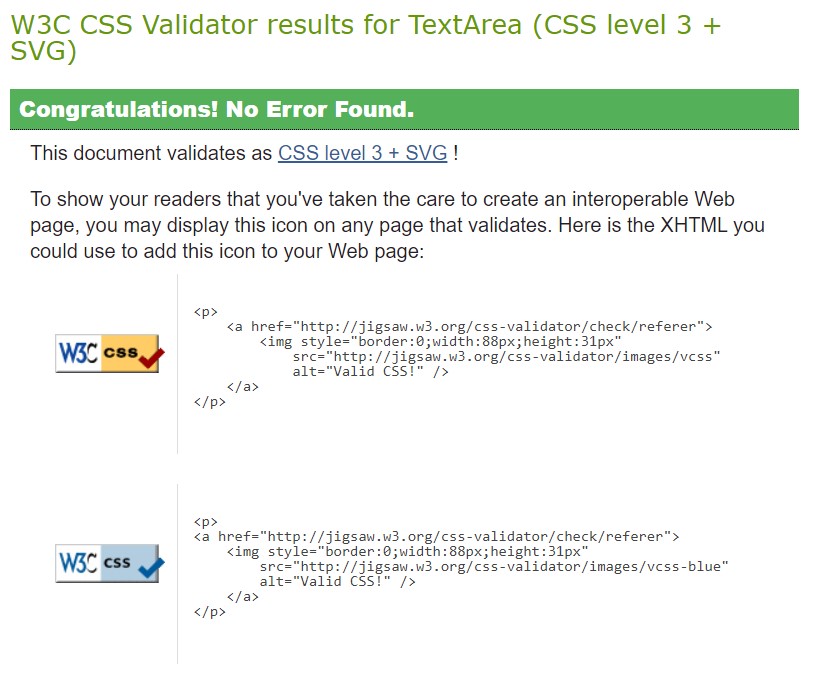 W3C CSS Validator results for TextArea (CSS level 3 +
SVG)
Congratulations! No Error Found.
This document validates as CSS level 3 + SVG !
To show your readers that you've taken the care to create an interoperable Web
page, you may display this icon on any page that validates. Here is the XHTML you
could use to add this icon to your Web page:
W3C css
<p>
<a href="http://jigsaw.w3.org/css-validator/check/referer">
<img style="border:0;width:88px;height:31px"
src="http://jigsaw.w3.org/css-validator/images/vcss"
alt="Valid CSS!" />
</a>
</p>
W3C css
<p>
<a href="http://jigsaw.w3.org/css-validator/check/referer">
<img style="border:0;width:88px;height:31px"
src="http://jigsaw.w3.org/css-validator/images/vcss-blue"
alt="Valid CSS!" />
</a>
</p>